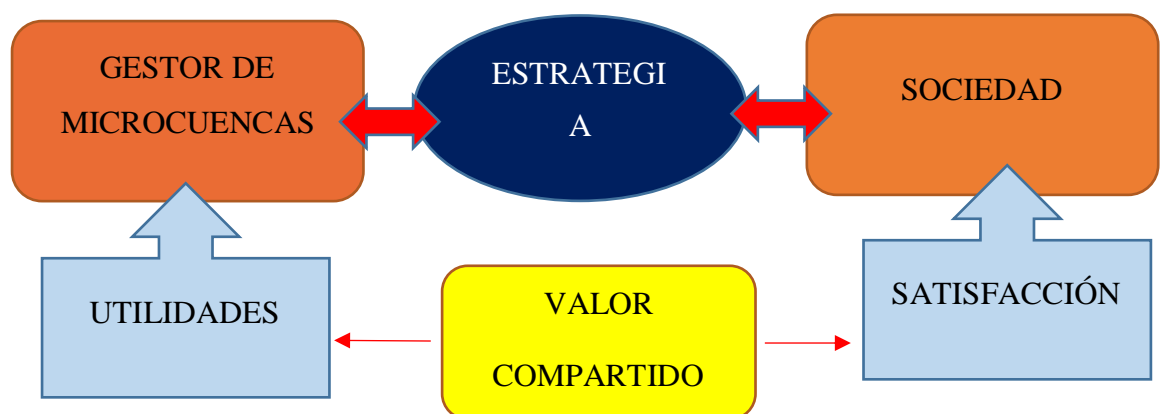 GESTOR DE
MICROCUENCAS
ESTRATEGI
A
SOCIEDAD
UTILIDADES
VALOR
COMPARTIDO
SATISFACCIÓN